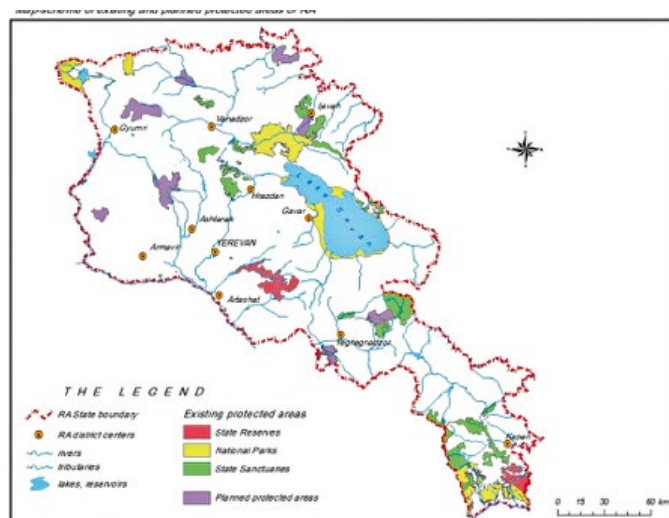 Map-scheme of existing and planned protected areas of RA
Ijevan
Vanadzor
Gyumri
Hrazdan
Gavar
Ashtarak
YEREVAN
Armavir
Artashat
Yeghegnadzor
Kapan
THE LEGEND
RA State boundary
RA district centers
rivers
tributaries
lakes, reservoirs
Existing protected areas
State Reserves
National Parks
State Sanctuaries
Planned protected areas
0 15 30 60 km